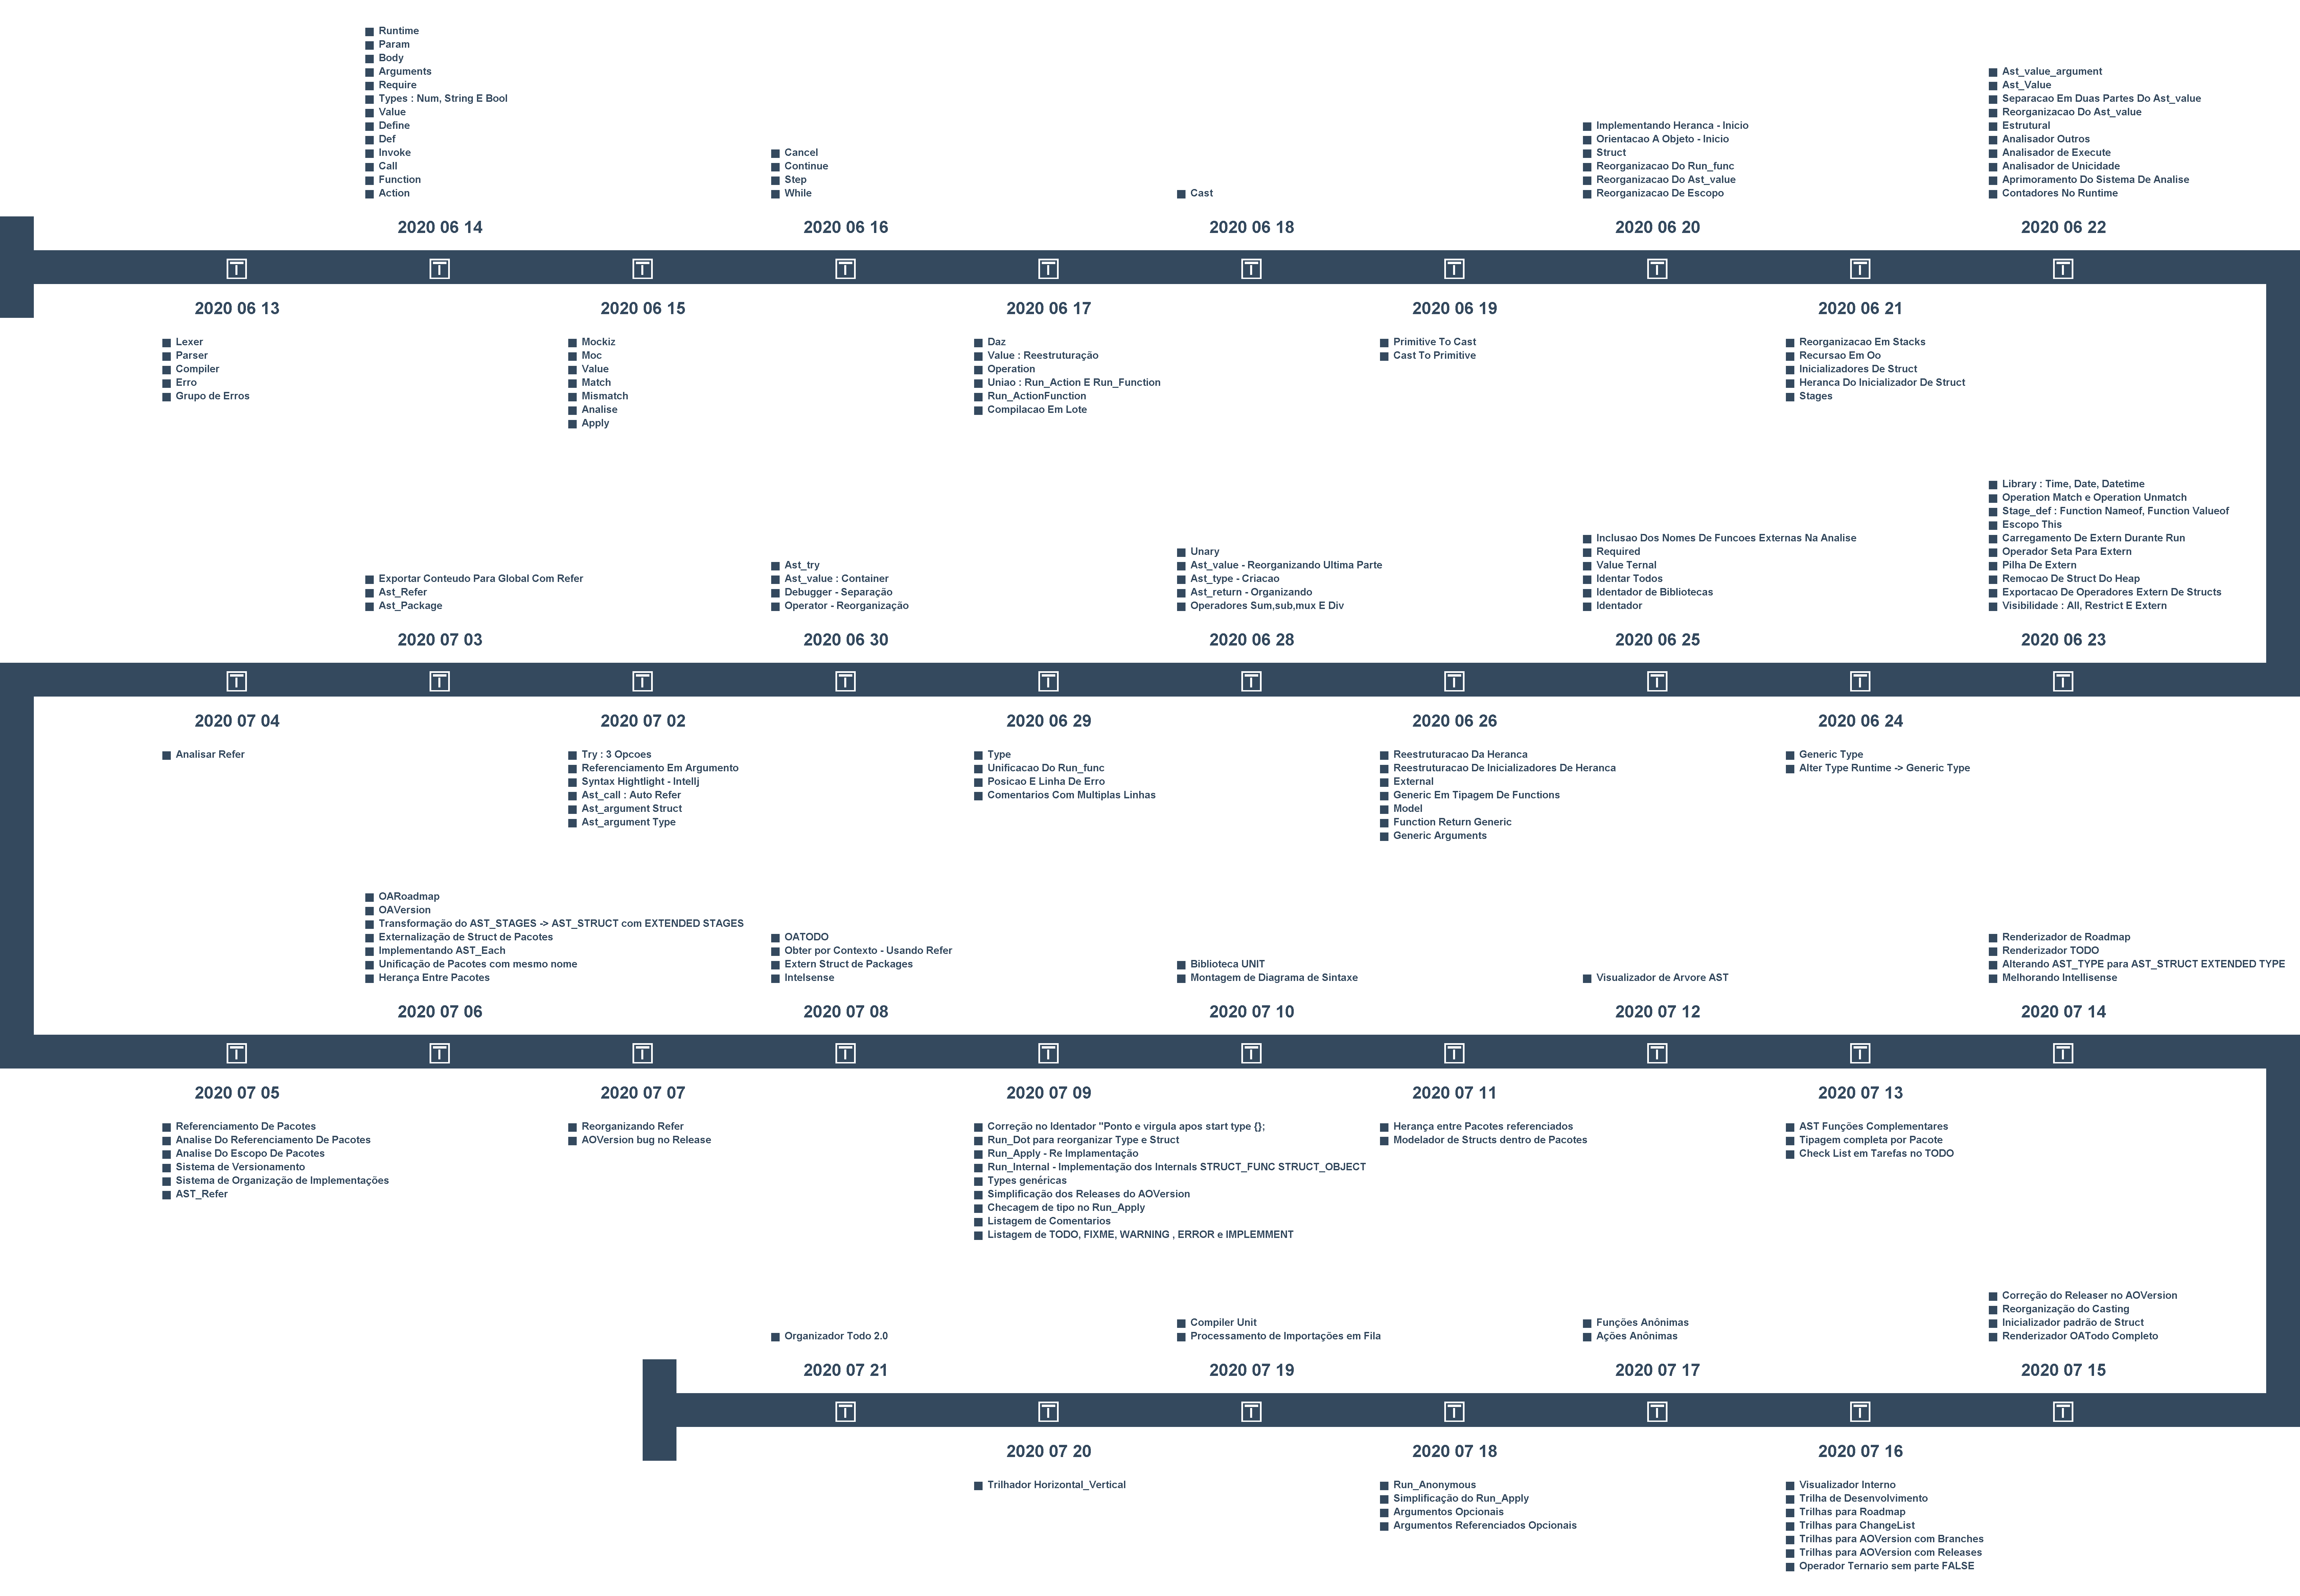 Runtime
Param
Body
Arguments
Require
Types : Num, String E Bool
Value
Define
Def
Invoke
Call
Function
Action
2020 06 14
Cancel
Continue
Step
While
2020 06 16
Cast
2020 06 18
Implementando Heranca - Inicio
Orientacao A Objeto - Inicio
Struct
Reorganizacao Do Run_func
Reorganizacao Do Ast_value
Reorganizacao De Escopo
2020 06 20
Ast_value_argument
Ast_Value
Separacao Em Duas Partes Do Ast_value
Reorganizacao Do Ast_value
Estrutural
Analisador Outros
Analisador de Execute
Analisador de Unicidade
Aprimoramento Do Sistema De Analise
Contadores No Runtime
2020 06 22
2020 06 13
Lexer
Parser
Compiler
Erro
Grupo de Erros
2020 06 15
Mockiz
Moc
Value
Match
Mismatch
Analise
Apply
2020 06 17
Daz
Value : Reestruturação
Operation
Uniao : Run_Action E Run_Function
Run_ActionFunction
Compilacao Em Lote
2020 06 19
Primitive To Cast
Cast To Primitive
2020 06 21
Reorganizacao Em Stacks
Recursao Em Oo
Inicializadores De Struct
Heranca Do Inicializador De Struct
Stages
Exportar Conteudo Para Global Com Refer
Ast_Refer
Ast_Package
2020 07 03
Ast_try
Ast_value : Container
Debugger - Separação
Operator - Reorganização
2020 06 30
Unary
Ast_value - Reorganizando Ultima Parte
Ast_type - Criacao
Ast_return - Organizando
Operadores Sum,sub,mux E Div
2020 06 28
Inclusao Dos Nomes De Funcoes Externas Na Analise
Required
Value Ternal
Identar Todos
Identador de Bibliotecas
Identador
2020 06 25
Library : Time, Date, Datetime
Operation Match e Operation Unmatch
Stage_def : Function Nameof, Function Valueof
Escopo This
Carregamento De Extern Durante Run
Operador Seta Para Extern
Pilha De Extern
Remocao De Struct Do Heap
Exportacao De Operadores Extern De Structs
Visibilidade : All, Restrict E Extern
2020 06 23
2020 07 04
Analisar Refer
2020 07 02
Try : 3 Opcoes
Referenciamento Em Argumento
Syntax Hightlight - Intellj
Ast_call : Auto Refer
Ast_argument Struct
Ast_argument Type
2020 06 29
Type
Unificacao Do Run_func
Posicao E Linha De Erro
Comentarios Com Multiplas Linhas
2020 06 26
Reestruturacao Da Heranca
Reestruturacao De Inicializadores De Heranca
External
Generic Em Tipagem De Functions
Model
Function Return Generic
Generic Arguments
2020 06 24
Generic Type
Alter Type Runtime -> Generic Type
OARoadmap
OAVersion
Transformação do AST_STAGES -> AST_STRUCT com EXTENDED STAGES
Externalização de Struct de Pacotes
Implementando AST_Each
Unificação de Pacotes com mesmo nome
Herança Entre Pacotes
2020 07 06
OATODO
Obter por Contexto - Usando Refer
Extern Struct de Packages
Intelsense
2020 07 08
Biblioteca UNIT
Montagem de Diagrama de Sintaxe
2020 07 10
Visualizador de Arvore AST
2020 07 12
Renderizador de Roadmap
Renderizador TODO
Alterando AST_TYPE para AST_STRUCT EXTENDED TYPE
Melhorando Intellisense
2020 07 14
2020 07 05
Referenciamento De Pacotes
Analise Do Referenciamento De Pacotes
Analise Do Escopo De Pacotes
Sistema de Versionamento
Sistema de Organização de Implementações
AST_Refer
2020 07 07
Reorganizando Refer
AOVersion bug no Release
2020 07 09
Correção no Identador "Ponto e virgula apos start type {};
Run_Dot para reorganizar Type e Struct
Run_Apply - Re Implamentação
Run_Internal - Implementação dos Internals STRUCT_FUNC STRUCT_OBJECT
Types genéricas
Simplificação dos Releases do AOVersion
Checagem de tipo no Run_Apply
Listagem de Comentarios
Listagem de TODO, FIXME, WARNING , ERROR e IMPLEMMENT
2020 07 11
Herança entre Pacotes referenciados
Modelador de Structs dentro de Pacotes
2020 07 13
AST Funções Complementares
Tipagem completa por Pacote
Check List em Tarefas no TODO
Organizador Todo 2.0
2020 07 21
Compiler Unit
Processamento de Importações em Fila
2020 07 19
Funções Anônimas
Ações Anônimas
2020 07 17
Correção do Releaser no AOVersion
Reorganização do Casting
Inicializador padrão de Struct
Renderizador OATodo Completo
2020 07 15
2020 07 20
Trilhador Horizontal_Vertical
2020 07 18
Run_Anonymous
Simplificação do Run_Apply
Argumentos Opcionais
Argumentos Referenciados Opcionais
2020 07 16
Visualizador Interno
Trilha de Desenvolvimento
Trilhas para Roadmap
Trilhas para ChangeList
Trilhas para AOVersion com Branches
Trilhas para AOVersion com Releases
Operador Ternario sem parte FALSE